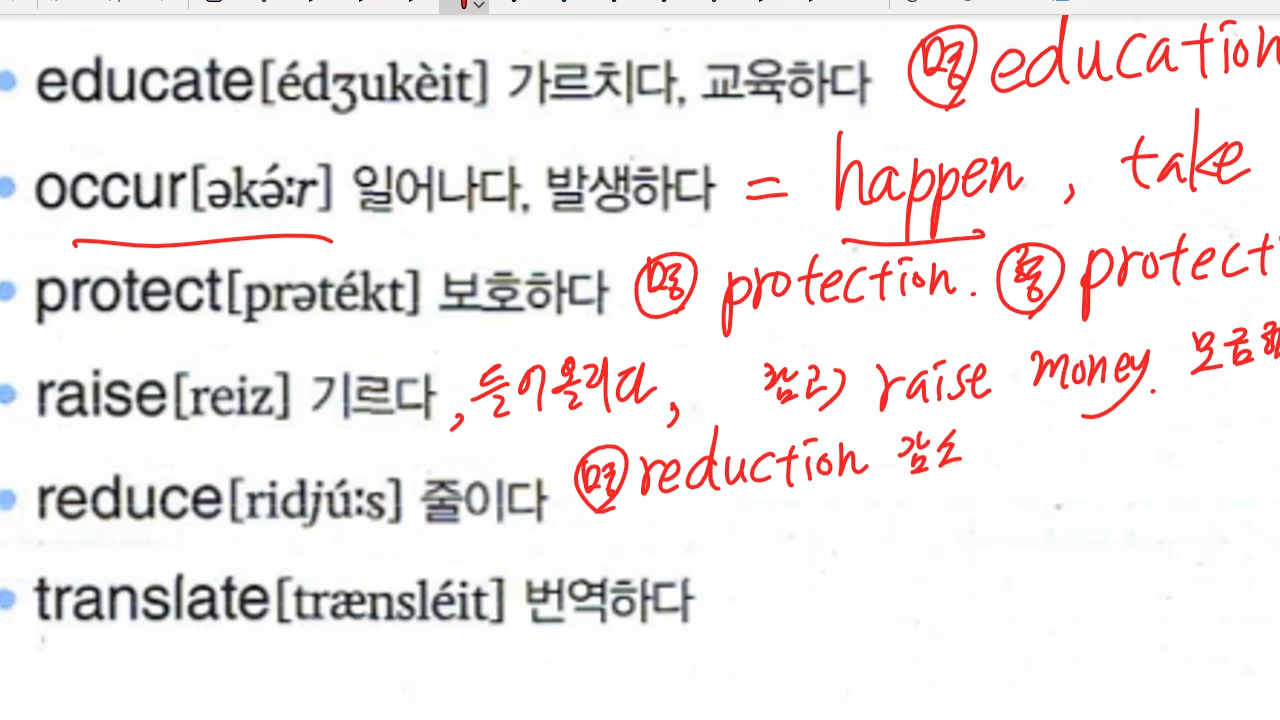 educate[édʒukèit] 가르치다, 교육하다 명 education
occur[əkə́ːr] 일어나다, 발생하다 = happen, take
protect[prətékt] 보호하다 명 protection. 형 protect
raise[reiz] 기르다, 들어올리다, 참고) raise money. 모금
reduce[ridjúːs] 줄이다 명 reduction 감소
translate[trænsléit] 번역하다